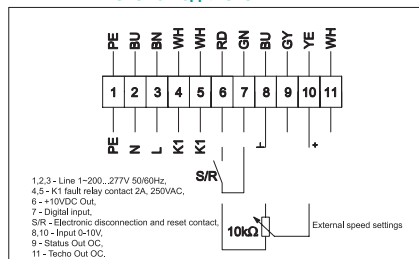 PE BU BN WH WH RD GN BU GY YE WH
1 2 3 4 5 6 7 8 9 10 11
PE N L K1 K1 - +
S/R
1,2,3 - Line 1~200...277V 50/60Hz,
4,5 - K1 fault relay contact 2A, 250VAC,
6 - +10VDC Out,
7 - Digital input,
S/R - Electronic disconnection and reset contact,
8,10 - Input 0-10V,
9 - Status Out OC,
11 - Techo Out OC.
10kΩ
External speed settings